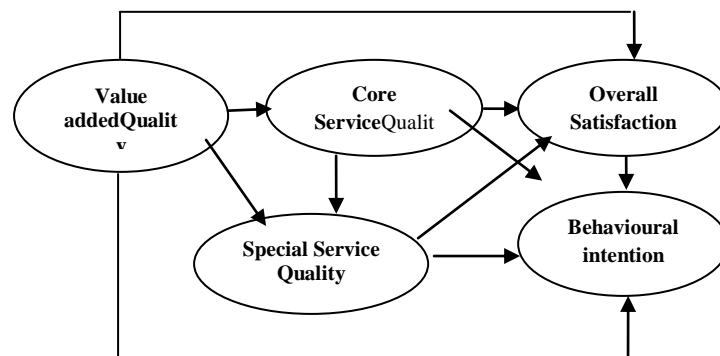 Value
addedQualit
y
Core
ServiceQualit
Overall
Satisfaction
Special Service
Quality
Behavioural
intention